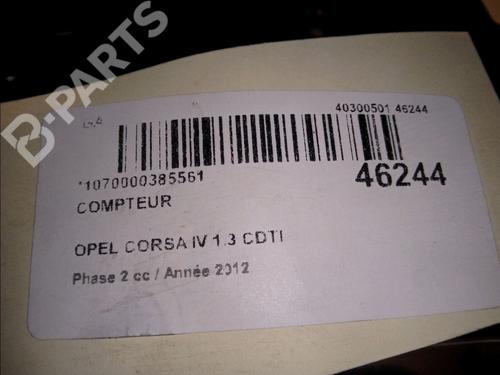 B-PARTS
40300501 46244
*1070000385561
46244
COMPTEUR
OPEL CORSA IV 1.3 CDTI
Phase 2 cc / Année 2012